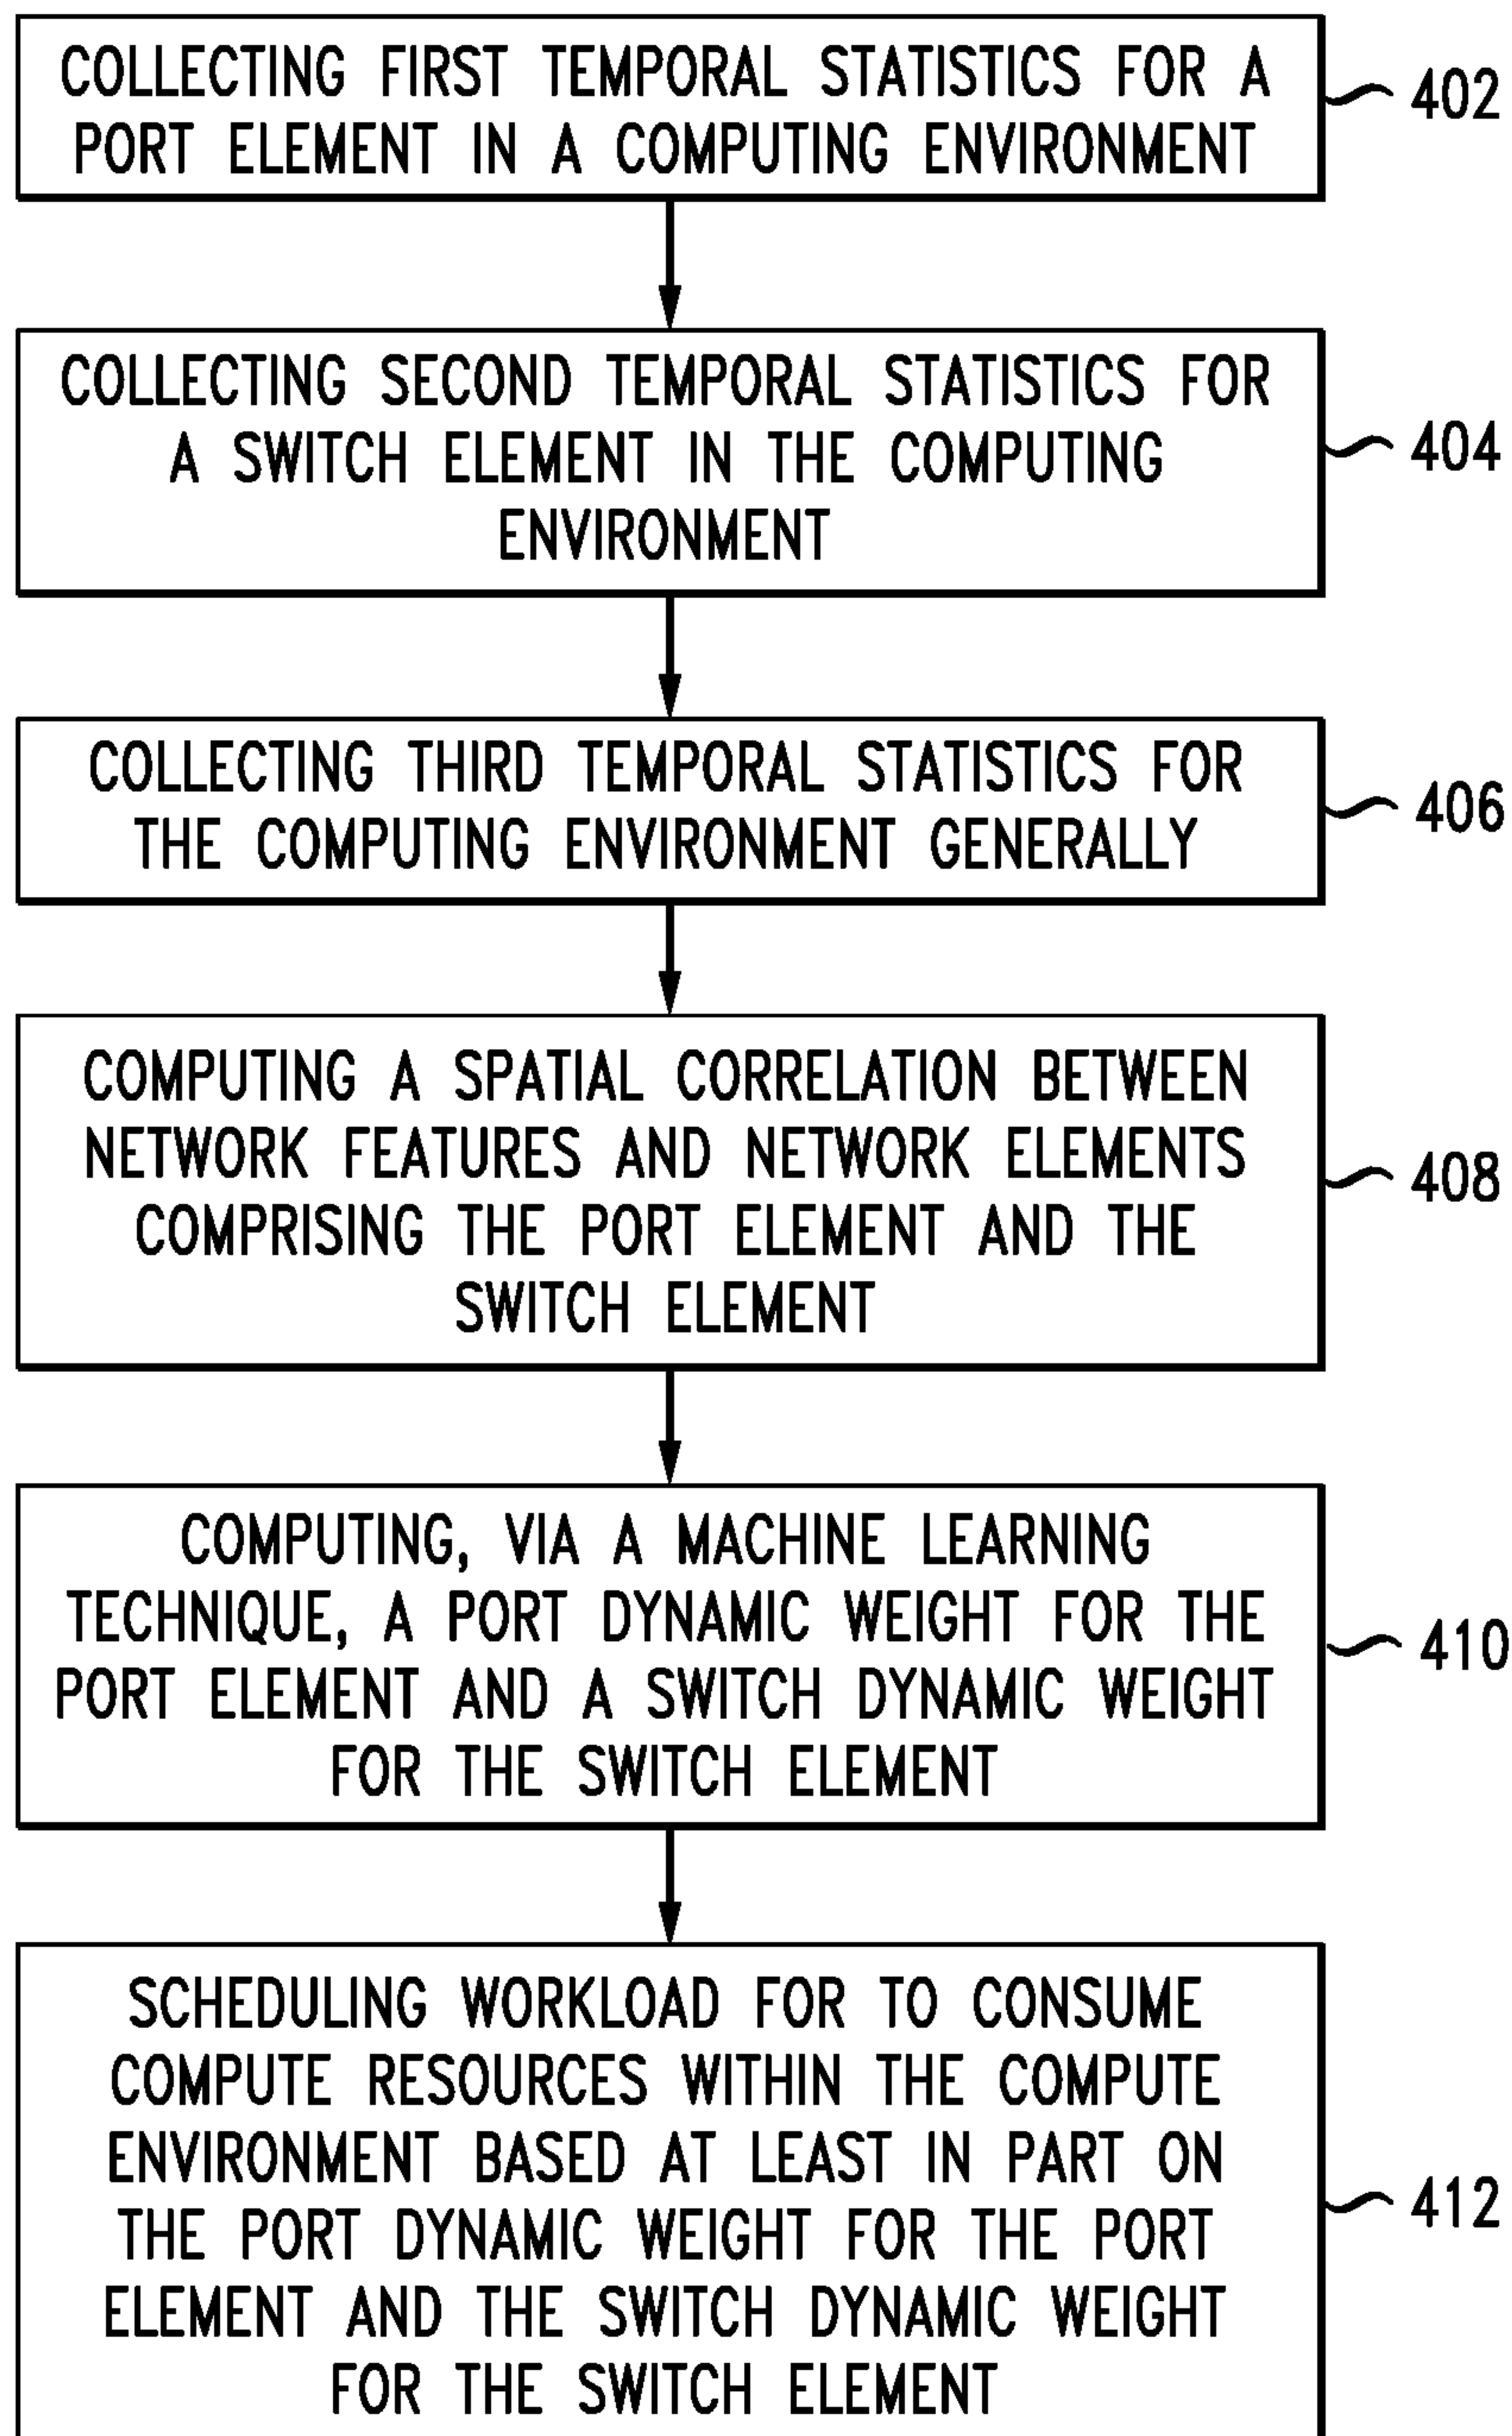 COLLECTING FIRST TEMPORAL STATISTICS FOR A
PORT ELEMENT IN A COMPUTING ENVIRONMENT
402
COLLECTING SECOND TEMPORAL STATISTICS FOR
A SWITCH ELEMENT IN THE COMPUTING
ENVIRONMENT
404
COLLECTING THIRD TEMPORAL STATISTICS FOR
THE COMPUTING ENVIRONMENT GENERALLY
406
COMPUTING A SPATIAL CORRELATION BETWEEN
NETWORK FEATURES AND NETWORK ELEMENTS
COMPRISING THE PORT ELEMENT AND THE
SWITCH ELEMENT
408
COMPUTING, VIA A MACHINE LEARNING
TECHNIQUE, A PORT DYNAMIC WEIGHT FOR THE
PORT ELEMENT AND A SWITCH DYNAMIC WEIGHT
FOR THE SWITCH ELEMENT
410
SCHEDULING WORKLOAD FOR TO CONSUME
COMPUTE RESOURCES WITHIN THE COMPUTE
ENVIRONMENT BASED AT LEAST IN PART ON
THE PORT DYNAMIC WEIGHT FOR THE PORT
ELEMENT AND THE SWITCH DYNAMIC WEIGHT
FOR THE SWITCH ELEMENT
412